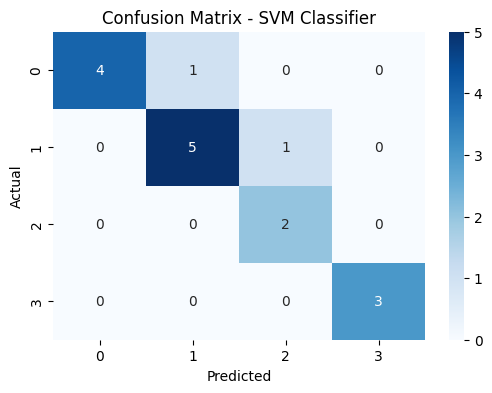 Confusion Matrix - SVM Classifier
Actual
0 4 1 0 0
1 0 5 1 0
2 0 0 2 0
3 0 0 0 3
0 1 2 3
Predicted
5
4
3
2
1
0